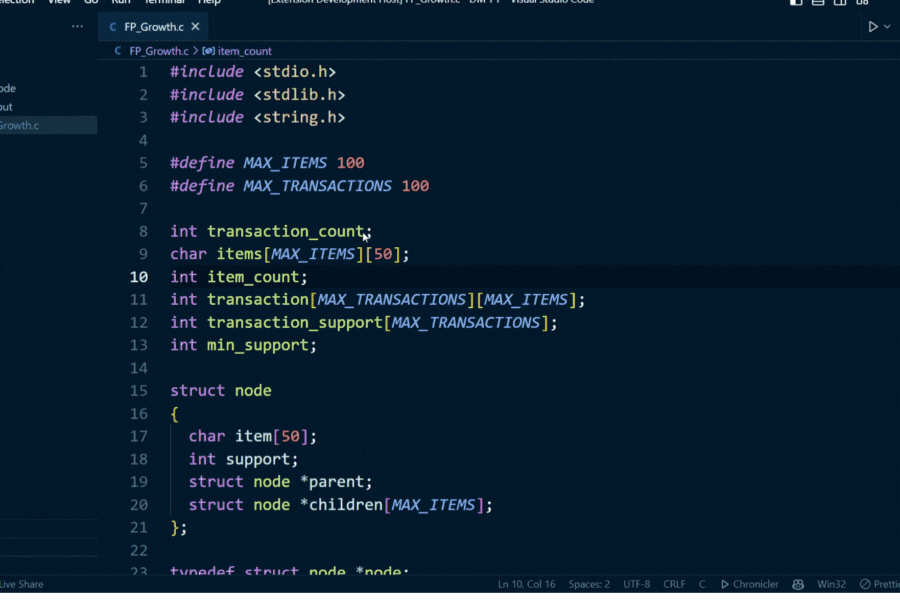 View Go Run Terminal Help [Extension Development Host] FP_Growth.c - DM-PT - Visual Studio Code
C FP_Growth.c ×
C FP_Growth.c > item_count
ode
put
Growth.c
1 #include <stdio.h>
2 #include <stdlib.h>
3 #include <string.h>
4
5 #define MAX_ITEMS 100
6 #define MAX_TRANSACTIONS 100
7
8 int transaction_count;
9 char items[MAX_ITEMS][50];
10 int item_count;
11 int transaction[MAX_TRANSACTIONS][MAX_ITEMS];
12 int transaction_support[MAX_TRANSACTIONS];
13 int min_support;
14
15 struct node
16 {
17 char item[50];
18 int support;
19 struct node *parent;
20 struct node *children[MAX_ITEMS];
21 };
22
23 typedef struct node *node;
Live Share Ln 10, Col 16 Spaces: 2 UTF-8 CRLF C Chronicler Win32 Pretti